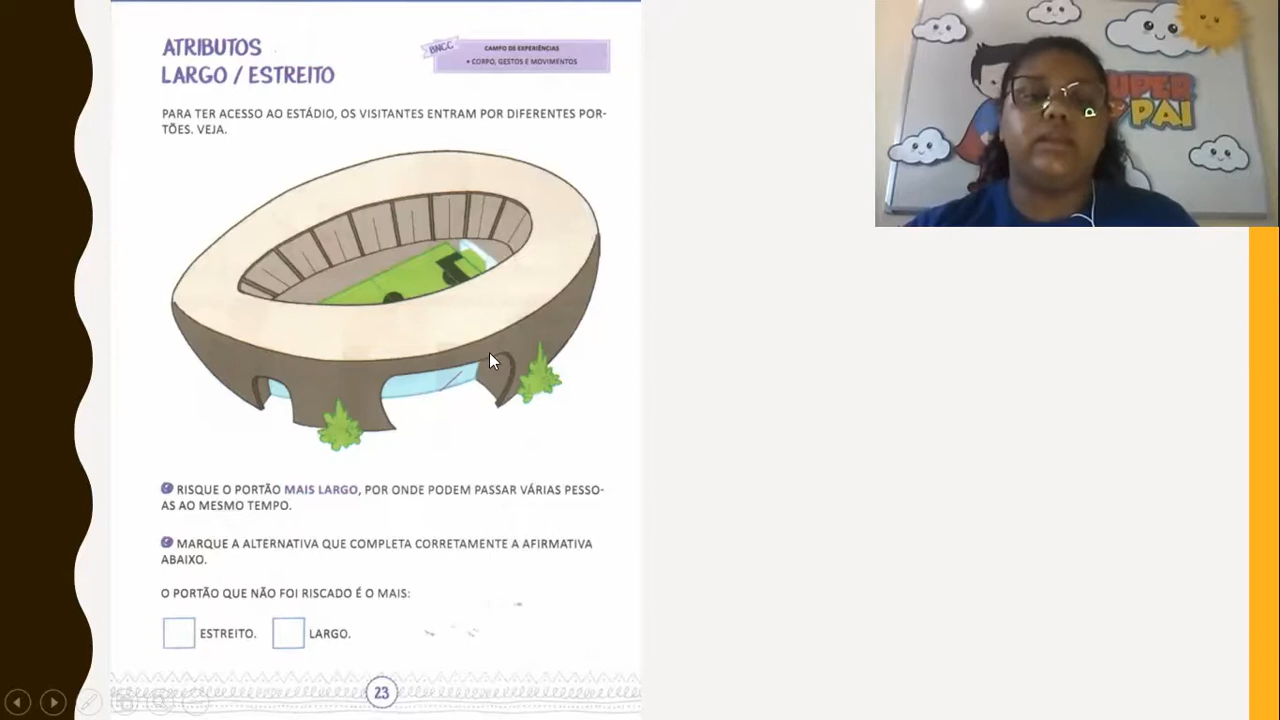 ATRIBUTOS
LARGO / ESTREITO
BNCC
CAMPO DE EXPERIÊNCIAS
• CORPO, GESTOS E MOVIMENTOS
PARA TER ACESSO AO ESTÁDIO, OS VISITANTES ENTRAM POR DIFERENTES POR-
TÕES. VEJA.
RISQUE O PORTÃO MAIS LARGO, POR ONDE PODEM PASSAR VÁRIAS PESSO-
AS AO MESMO TEMPO.
MARQUE A ALTERNATIVA QUE COMPLETA CORRETAMENTE A AFIRMATIVA
ABAIXO.
O PORTÃO QUE NÃO FOI RISCADO É O MAIS:
ESTREITO. LARGO.
23
UPER
PAI